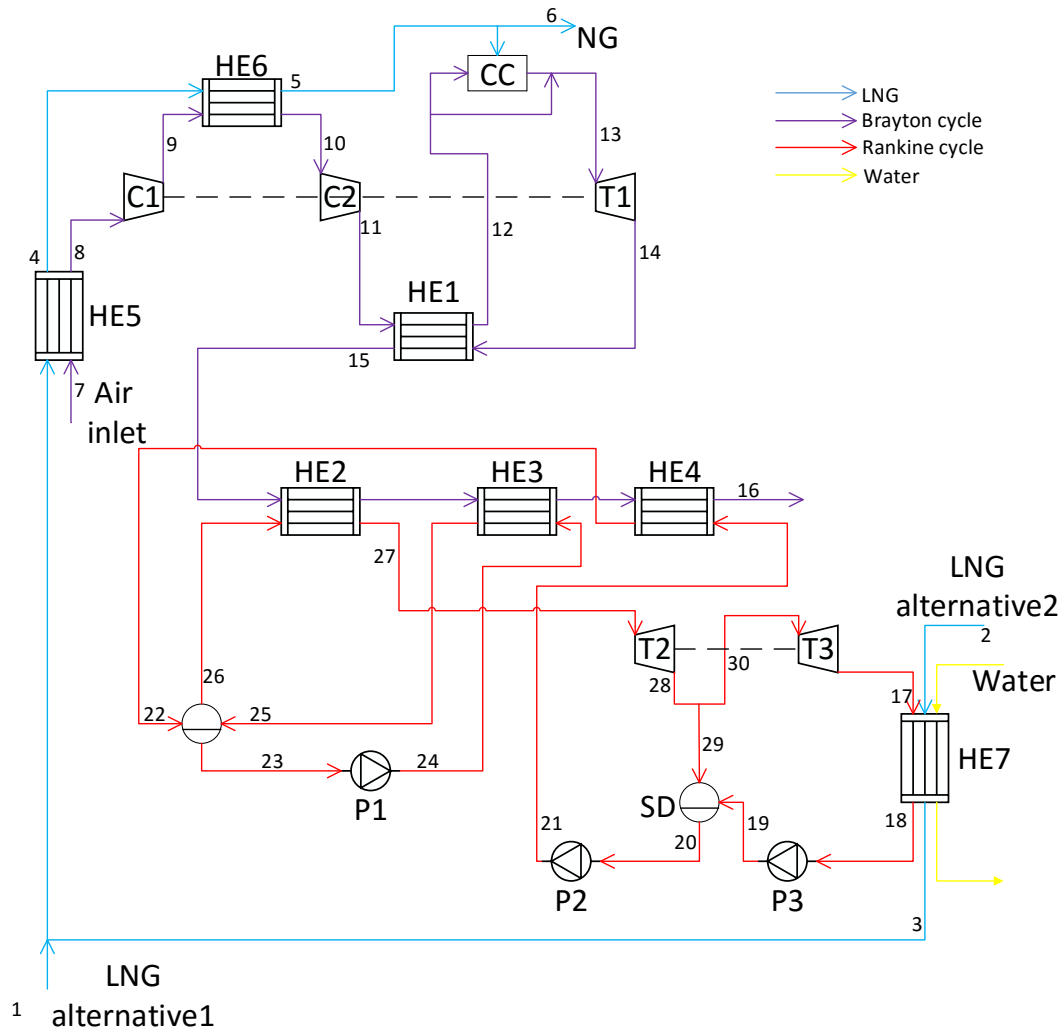 6
NG
HE6
5
CC
LNG
Brayton cycle
Rankine cycle
Water
9
10
13
C1
C2
T1
4
8
11
12
14
HE5
HE1
7
15
Air
inlet
HE2
HE3
HE4
16
27
LNG
alternative2
2
T2
30
T3
28
Water
26
17
22
25
29
HE7
23
24
SD
P1
21
20
19
18
P2
P3
3
LNG
1
alternative1